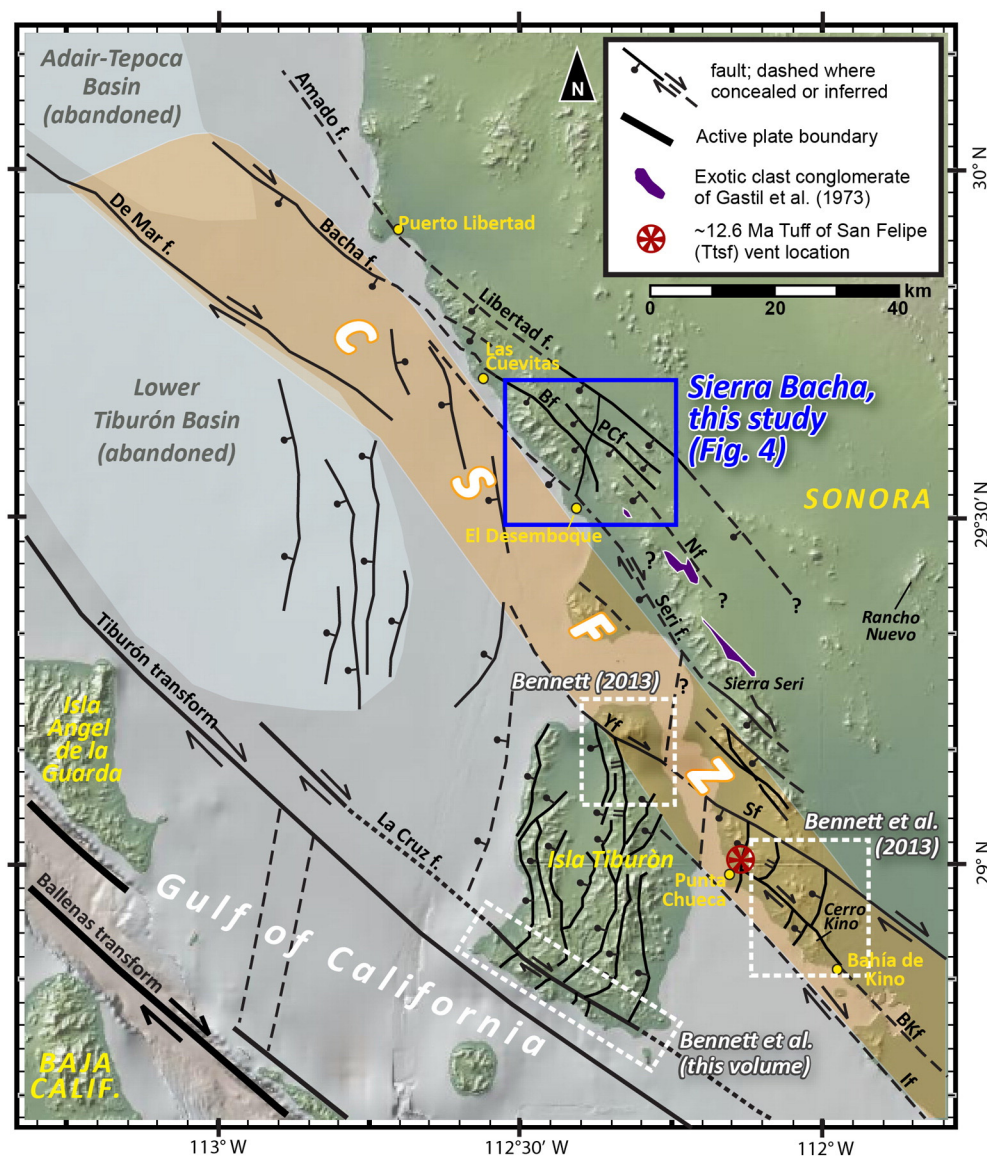 Adair-Tepoca
Basin
(abandoned)
Amado f.
N
fault; dashed where
concealed or inferred
Active plate boundary
Exotic clast conglomerate
of Gastil et al. (1973)
~12.6 Ma Tuff of San Felipe
(Ttsf) vent location
0
20
40
km
30° N
De Mar f.
Bacha f.
Puerto Libertad
Libertad f.
C
Las
Cuevitas
Lower
Tiburón Basin
(abandoned)
Bf
PCf
Sierra Bacha,
this study
(Fig. 4)
S
SONORA
29°30'N
El Desemboque
Nf
?
?
?
Seri f.
Rancho
Nuevo
F
Tiburón transform
Bennett (2013)
?
Sierra Seri
Isla
Angel
de la
Guarda
Yf
Z
Sf
La Cruz f.
Bennett et al.
(2013)
Isla Tiburòn
29° N
Punta
Chueca
Cerro
Kino
Ballenas transform
Gulf of California
Bahía de
Kino
BKf
Bennett et al.
(this volume)
If
BAJA
CALIF.
113° W
112°30' W
112° W